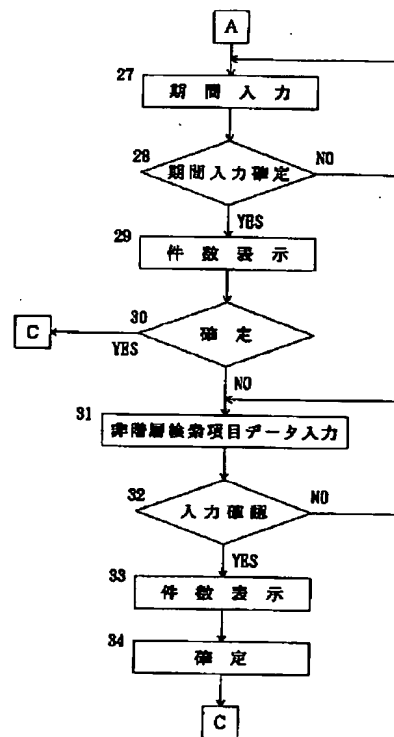 A
27
期間入力
28
期間入力確定
NO
YES
29
件数表示
30
確定
C
YES
NO
31
非階層検索項目データ入力
32
入力確認
NO
YES
33
件数表示
34
確定
C